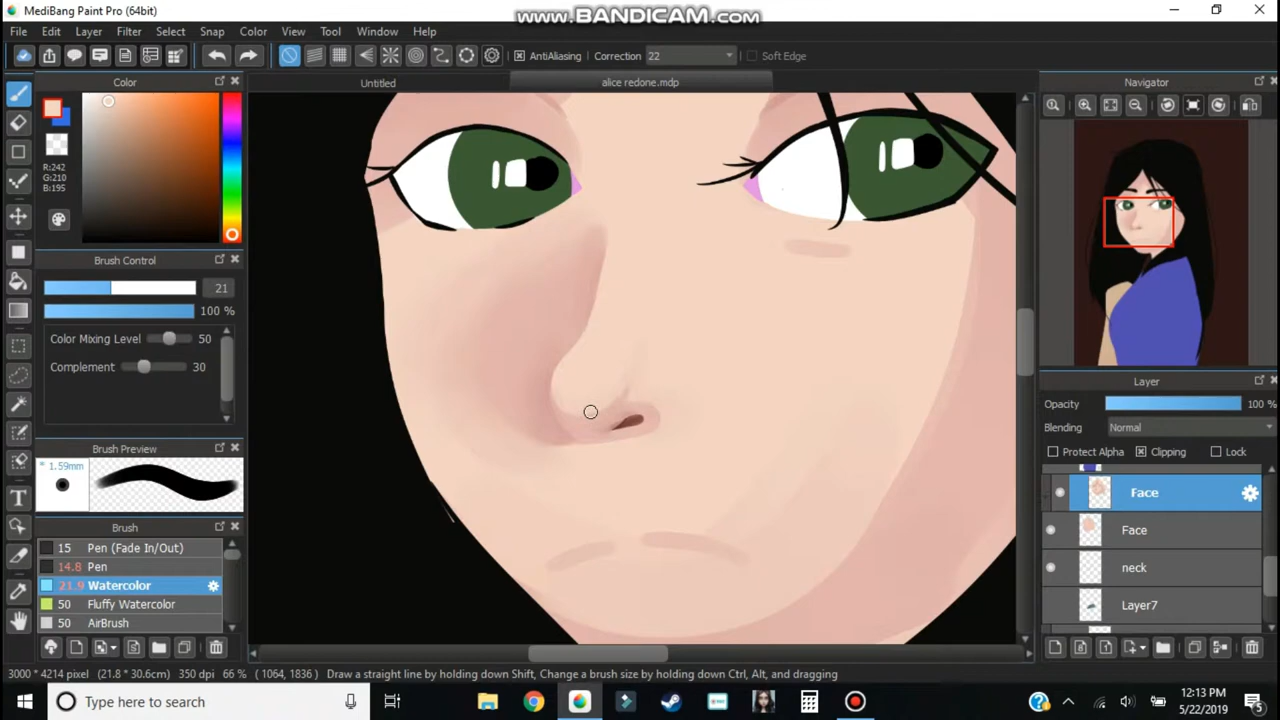 MediBang Paint Pro (64bit)
www.BANDICAM.com
File Edit Layer Filter Select Snap Color View Tool Window Help
AntiAliasing Correction 22 Soft Edge
Color
Untitled
alice redone.mdp
Navigator
R:242
G:210
B:195
Brush Control
21
100 %
Color Mixing Level 50
Complement 30
Brush Preview
* 1.59mm
Brush
15 Pen (Fade In/Out)
14.8 Pen
21.9 Watercolor
50 Fluffy Watercolor
50 AirBrush
Layer
Opacity 100 %
Blending Normal
Protect Alpha Clipping Lock
Face
Face
neck
Layer7
3000 * 4214 pixel (21.8 * 30.6cm) 350 dpi 66 % ( 1064, 1836 ) Draw a straight line by holding down Shift, Change a brush size by holding down Ctrl, Alt, and dragging
Type here to search
12:13 PM
5/22/2019
5